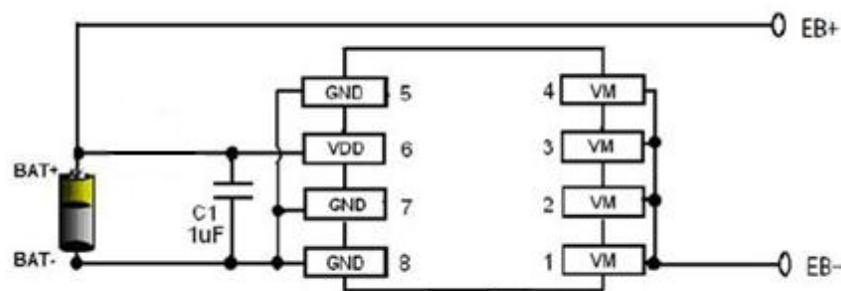 EB+
GND 5 4 VM
BAT+ VDD 6 3 VM
C1 GND 7 2 VM
1uF
BAT- GND 8 1 VM
EB-